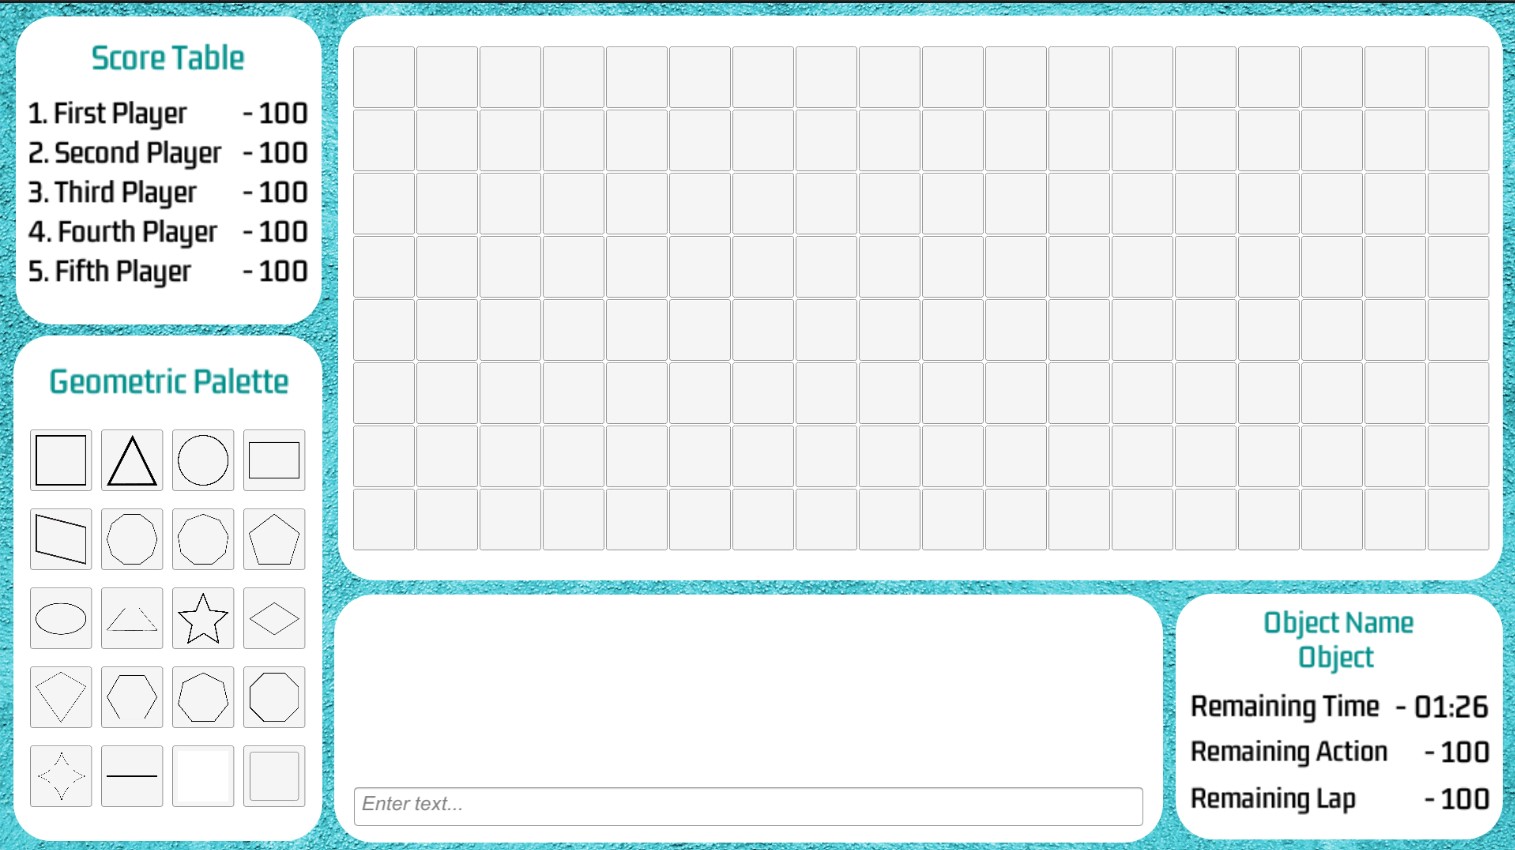 Score Table
1. First Player - 100
2. Second Player - 100
3. Third Player - 100
4. Fourth Player - 100
5. Fifth Player - 100
Geometric Palette
Enter text...
Object Name
Object
Remaining Time - 01:26
Remaining Action - 100
Remaining Lap - 100